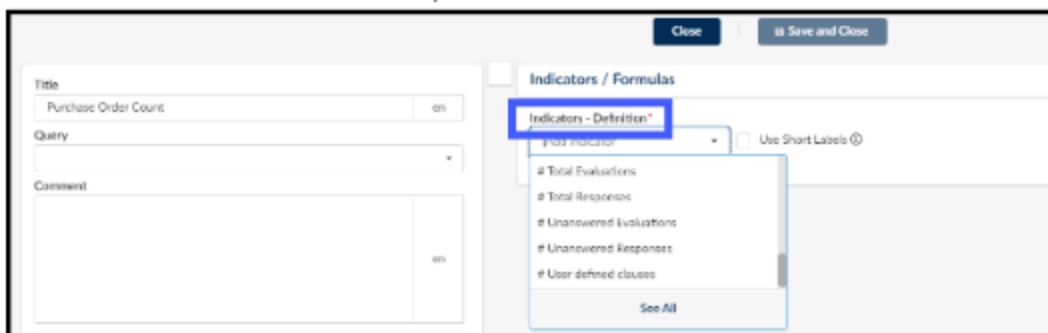 Close
Save and Close
Title
Purchase Order Count
en
Query
Comment
en
Indicators / Formulas
Indicators - Definition*
Add Indicator
Use Short Labels
# Total Evaluations
# Total Responses
# Unanswered Evaluations
# Unanswered Responses
# User defined clauses
See All